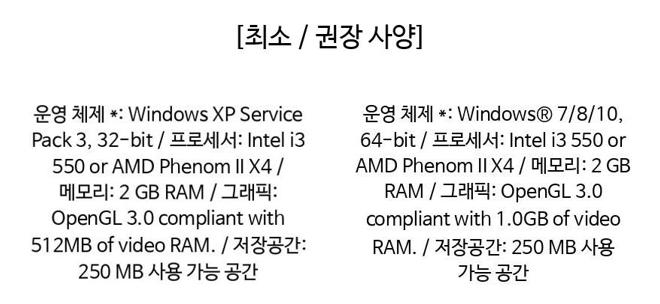 [최소 / 권장 사양]
운영 체제 *: Windows XP Service
Pack 3, 32-bit / 프로세서: Intel i3
550 or AMD Phenom II X4 /
메모리: 2 GB RAM / 그래픽:
OpenGL 3.0 compliant with
512MB of video RAM. / 저장공간:
250 MB 사용 가능 공간
운영 체제 *: Windows® 7/8/10,
64-bit / 프로세서: Intel i3 550 or
AMD Phenom II X4 / 메모리: 2 GB
RAM / 그래픽: OpenGL 3.0
compliant with 1.0GB of video
RAM. / 저장공간: 250 MB 사용
가능 공간